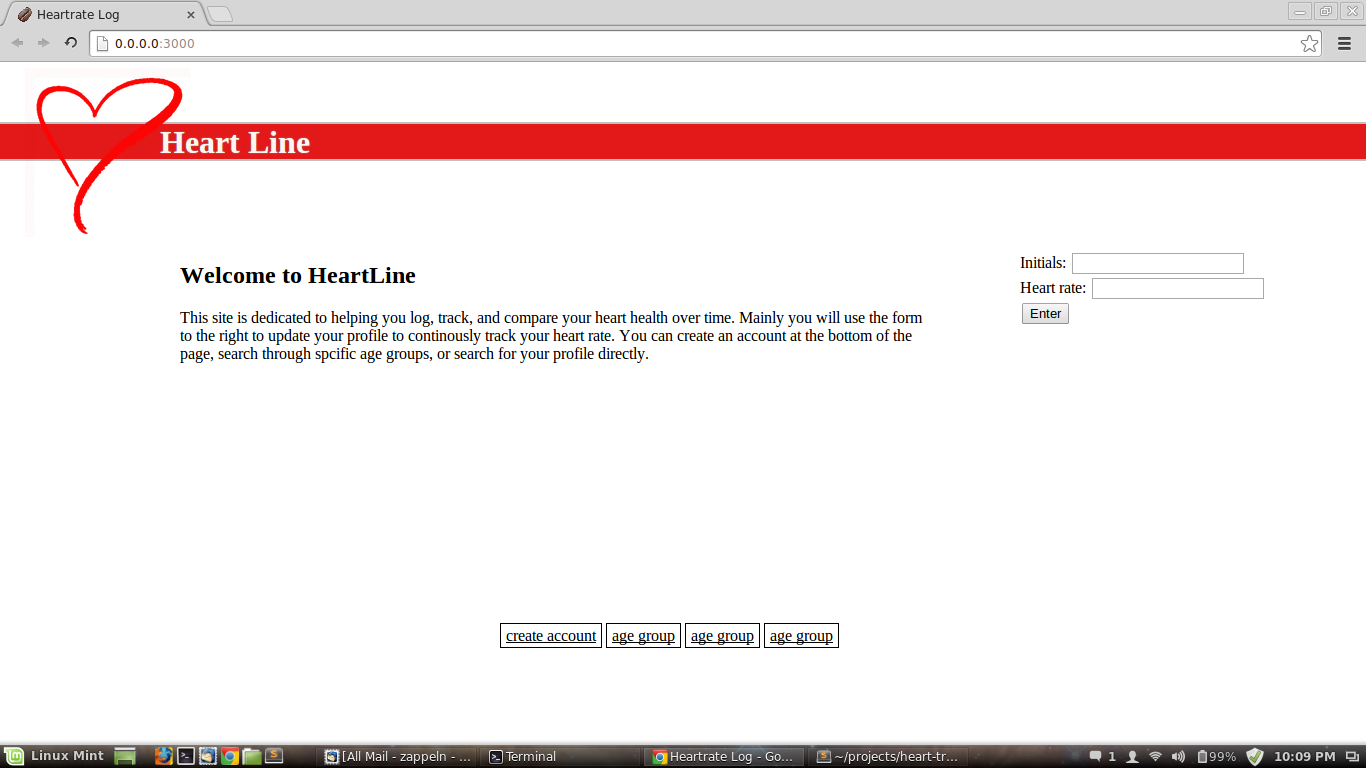 Heartrate Log
0.0.0.0:3000
Heart Line
Welcome to HeartLine
This site is dedicated to helping you log, track, and compare your heart health over time. Mainly you will use the form
to the right to update your profile to continously track your heart rate. You can create an account at the bottom of the
page, search through spcific age groups, or search for your profile directly.
Initials:
Heart rate:
Enter
create account age group age group age group
Linux Mint [All Mail - zappeln - ... Terminal Heartrate Log - Go... ~/projects/heart-tr... 1 99% 10:09 PM